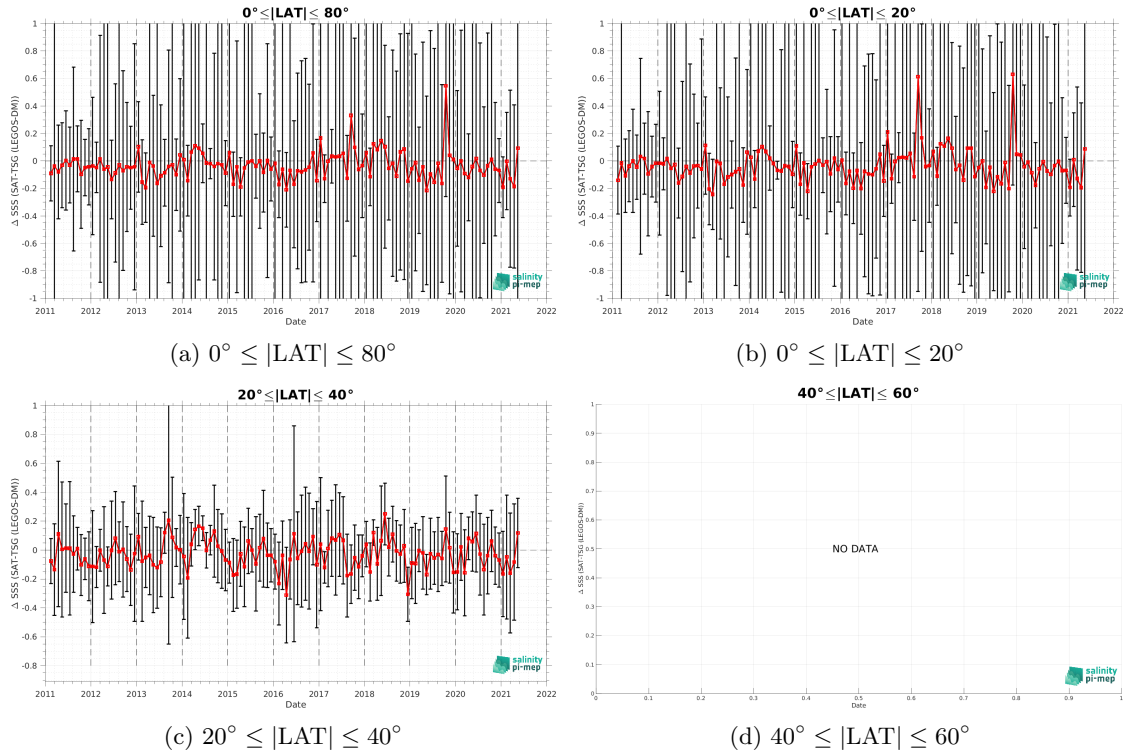 0°≤|LAT|≤ 80°
Δ SSS (SAT-TSG (LEGOS-DM))
1
0.8
0.6
0.4
0.2
0
-0.2
-0.4
-0.6
-0.8
-1
2011 2012 2013 2014 2015 2016 2017 2018 2019 2020 2021 2022
Date
salinity
pi-mep
(a) 0° ≤ |LAT| ≤ 80°
0°≤|LAT|≤ 20°
Δ SSS (SAT-TSG (LEGOS-DM))
1
0.8
0.6
0.4
0.2
0
-0.2
-0.4
-0.6
-0.8
-1
2011 2012 2013 2014 2015 2016 2017 2018 2019 2020 2021 2022
Date
salinity
pi-mep
(b) 0° ≤ |LAT| ≤ 20°
20°≤|LAT|≤ 40°
Δ SSS (SAT-TSG (LEGOS-DM))
1
0.8
0.6
0.4
0.2
0
-0.2
-0.4
-0.6
-0.8
2011 2012 2013 2014 2015 2016 2017 2018 2019 2020 2021 2022
Date
salinity
pi-mep
(c) 20° ≤ |LAT| ≤ 40°
40°≤|LAT|≤ 60°
Δ SSS (SAT-TSG (LEGOS-DM))
1
0.9
0.8
0.7
0.6
0.5
0.4
0.3
0.2
0.1
0
NO DATA
0 0.1 0.2 0.3 0.4 0.5 0.6 0.7 0.8 0.9 1
Date
salinity
pi-mep
(d) 40° ≤ |LAT| ≤ 60°